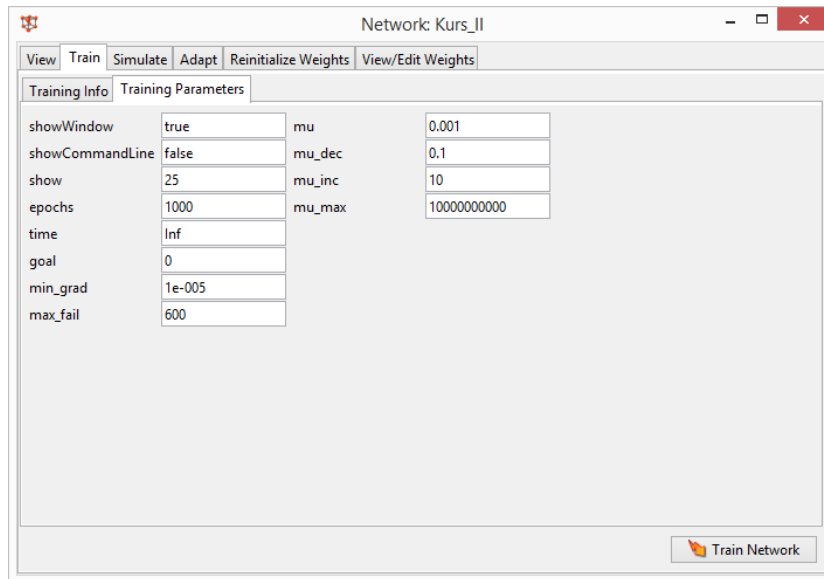 Network: Kurs_II
View Train Simulate Adapt Reinitialize Weights View/Edit Weights
Training Info Training Parameters
showWindow true mu 0.001
showCommandLine false mu_dec 0.1
show 25 mu_inc 10
epochs 1000 mu_max 10000000000
time Inf
goal 0
min_grad 1e-005
max_fail 600
Train Network